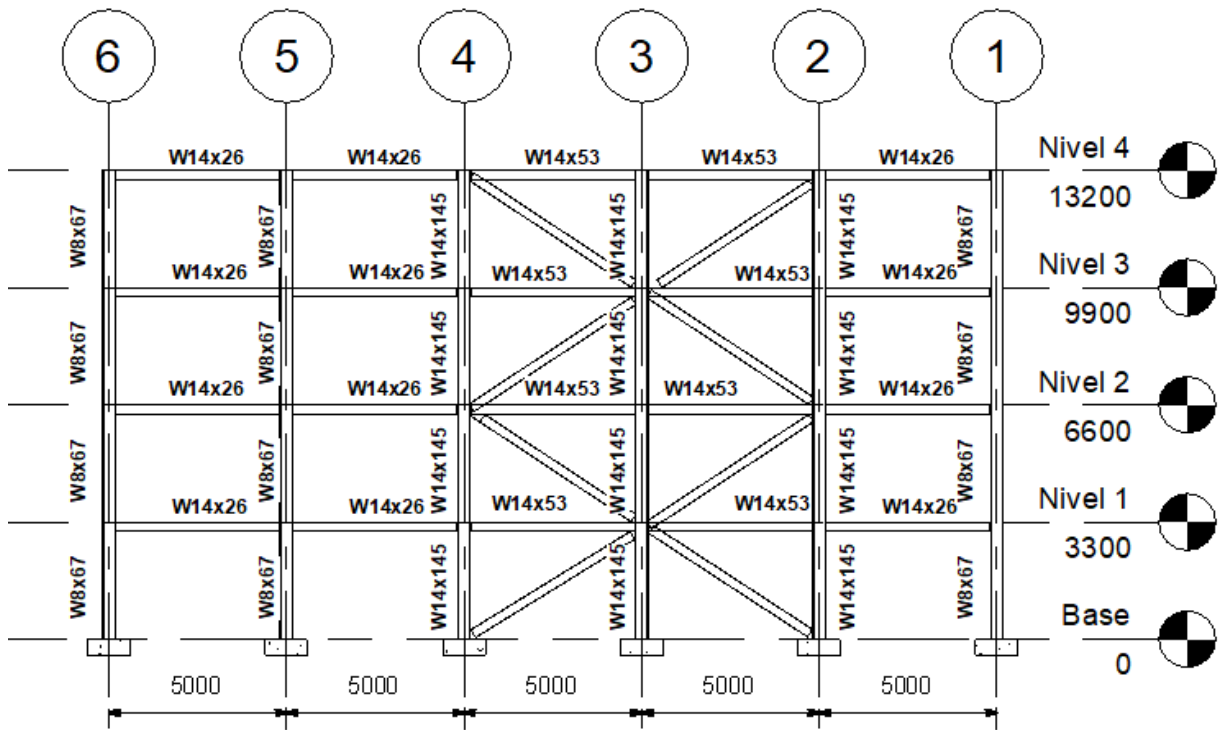 6 5 4 3 2 1
W14x26 W14x26 W14x53 W14x53 W14x26 Nivel 4
13200
W8x67 W8x67 W14x145 W14x145 W14x145 W8x67
W14x26 W14x26 W14x53 W14x53 W14x26 Nivel 3
9900
W8x67 W8x67 W14x145 W14x145 W14x145 W8x67
W14x26 W14x26 W14x53 W14x53 W14x26 Nivel 2
6600
W8x67 W8x67 W14x145 W14x145 W14x145 W8x67
W14x26 W14x26 W14x53 W14x53 W14x26 Nivel 1
3300
W8x67 W8x67 W14x145 W14x145 W14x145 W8x67
Base
0
5000 5000 5000 5000 5000